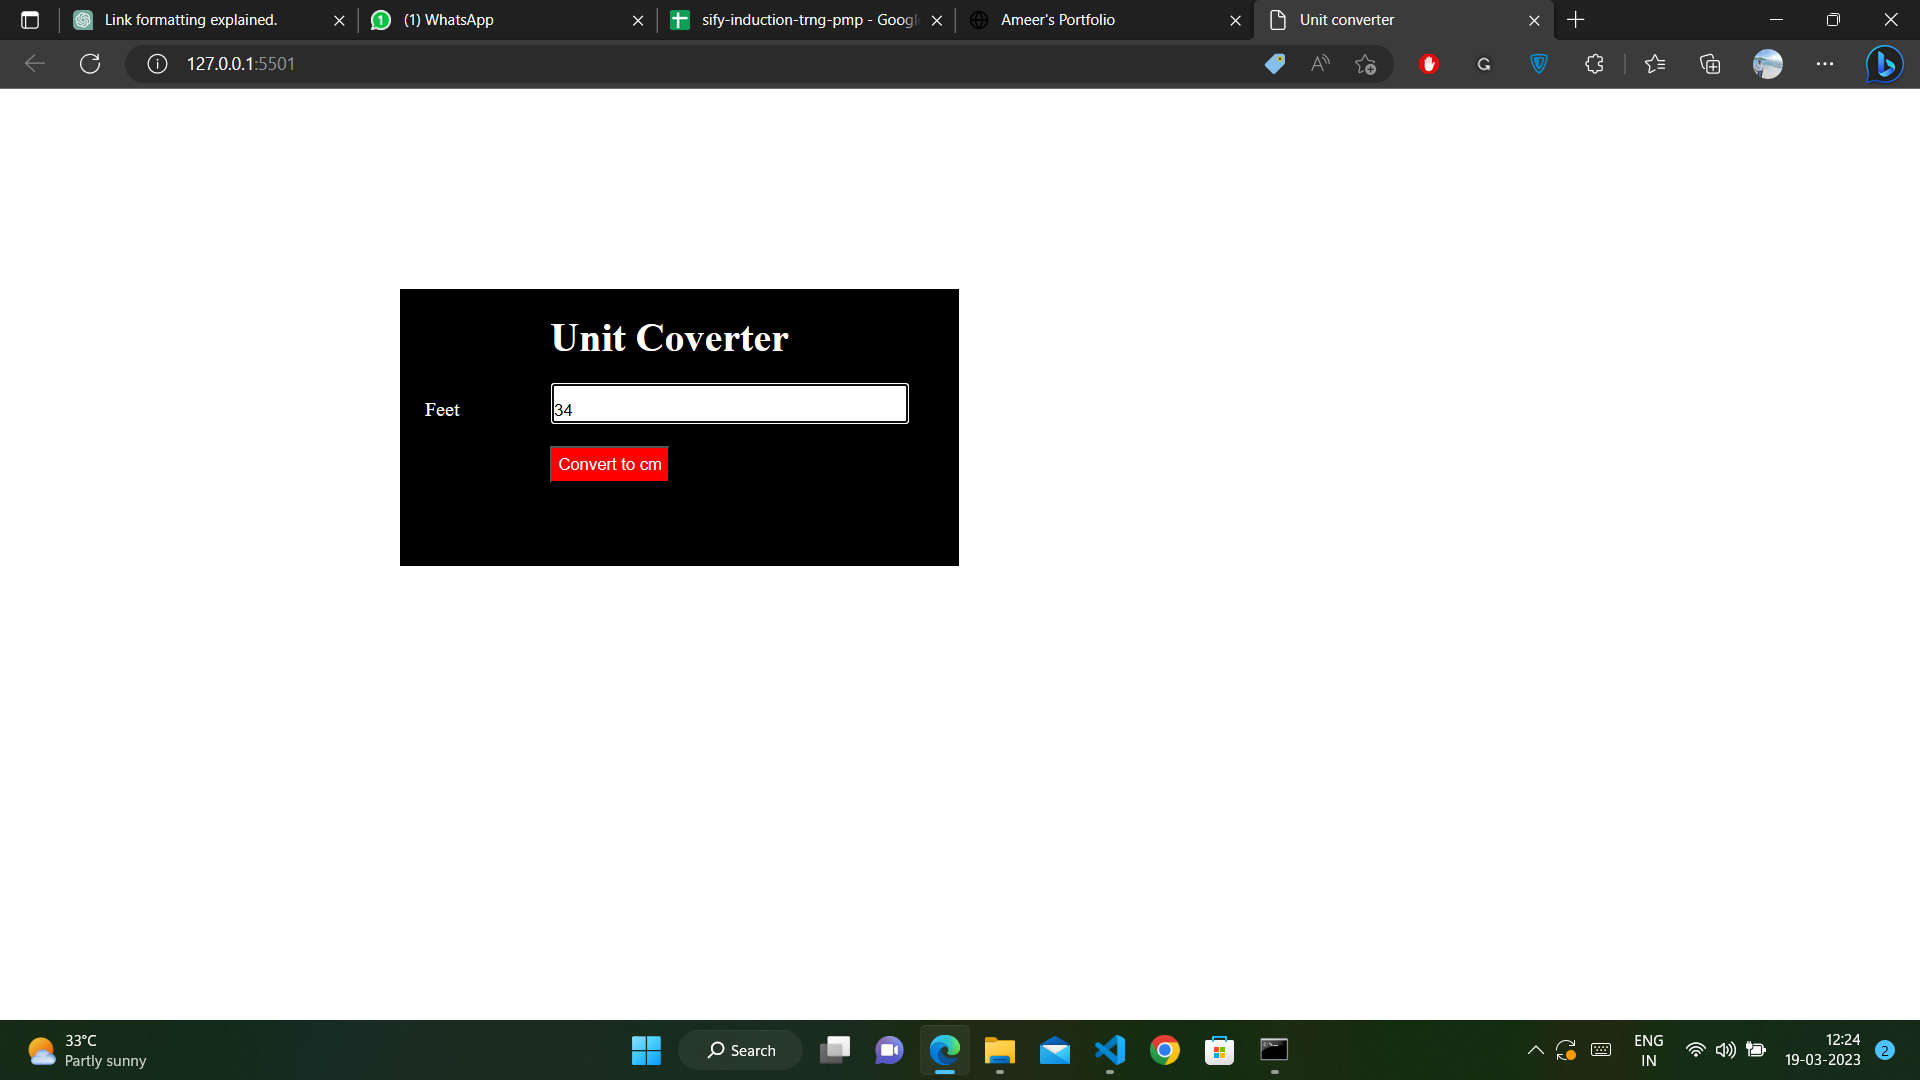 Link formatting explained.
(1) WhatsApp
sify-induction-trng-pmp - Googl
Ameer's Portfolio
Unit converter
127.0.0.1:5501
Unit Coverter
Feet
34
Convert to cm
33°C
Partly sunny
Search
ENG
IN
12:24
19-03-2023
2